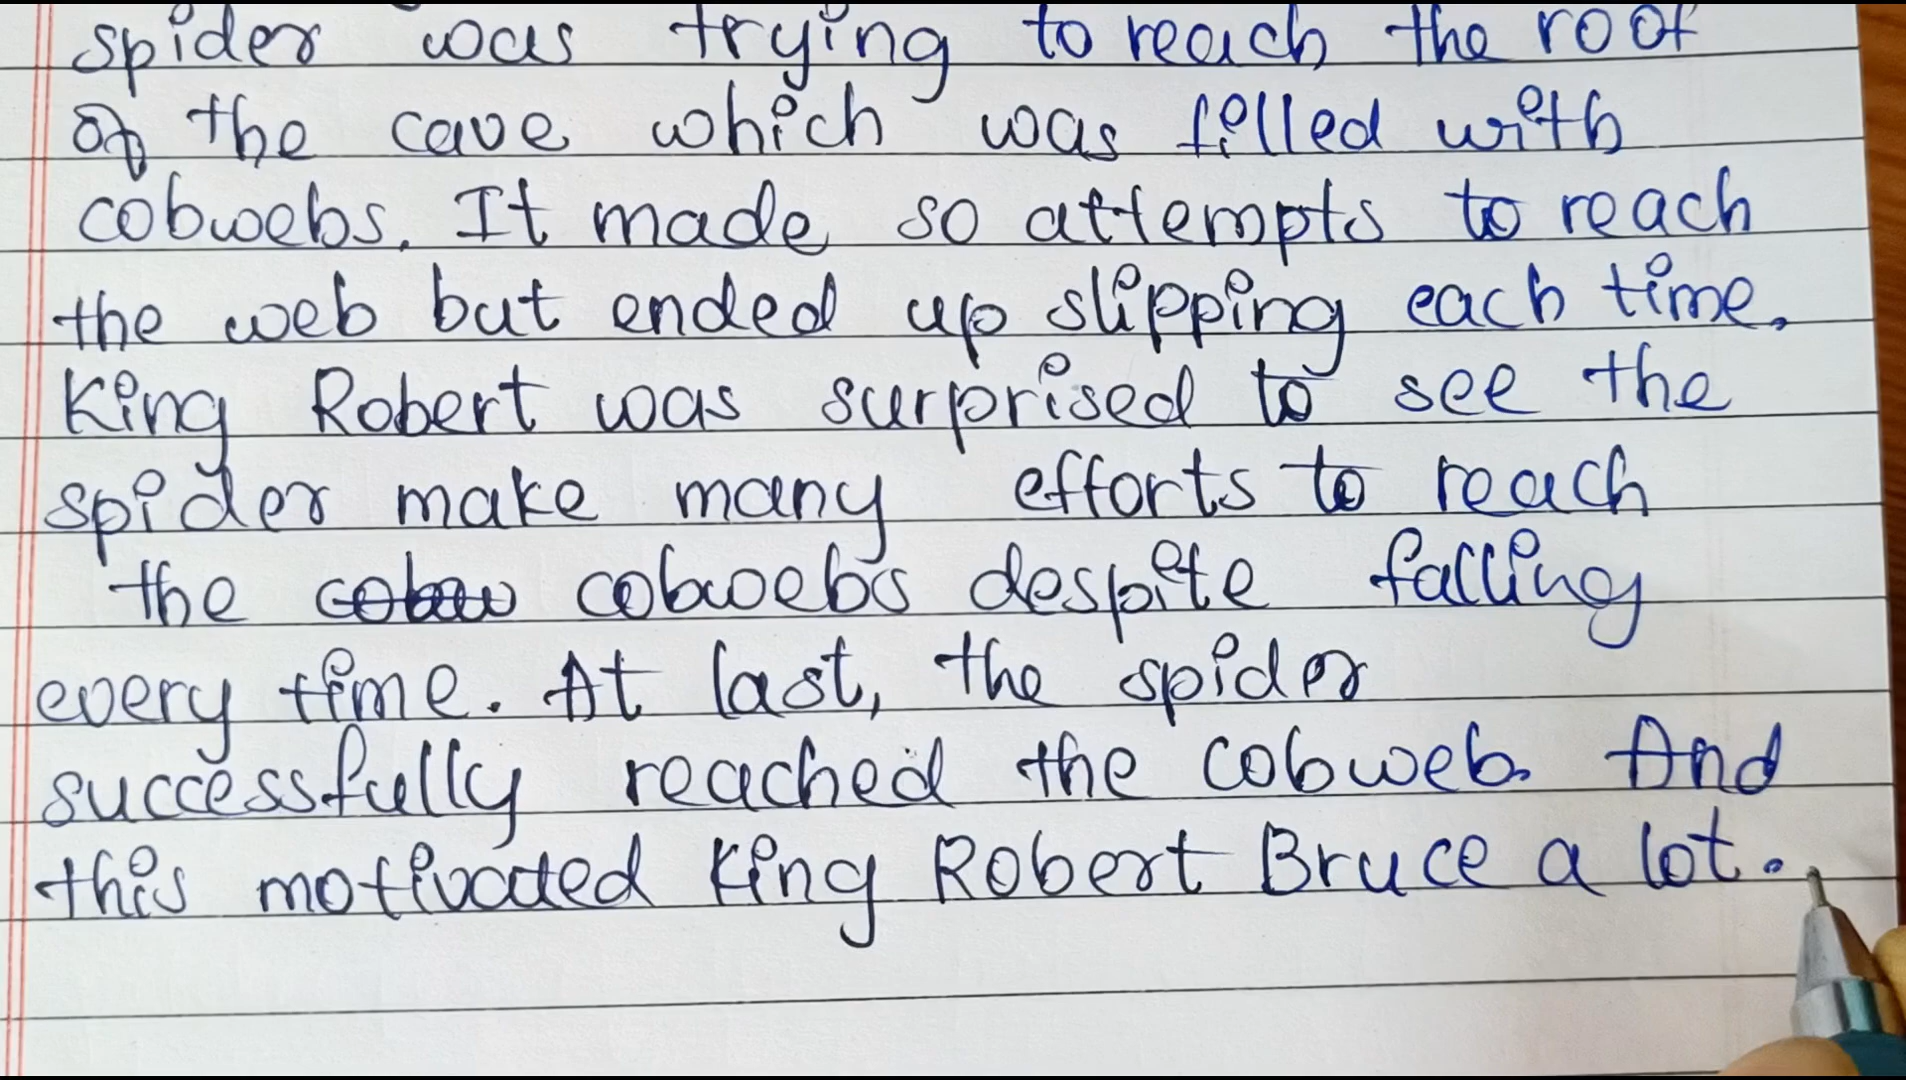 spider was trying to reach the roof
of the cave which was filled with
cobwebs. It made so attempts to reach
the web but ended up slipping each time.
King Robert was surprised to see the
spider make many efforts to reach
the cobw cobwebs despite falling
every time. At last, the spider
successfully reached the cobweb. And
this motivated King Robert Bruce a lot.